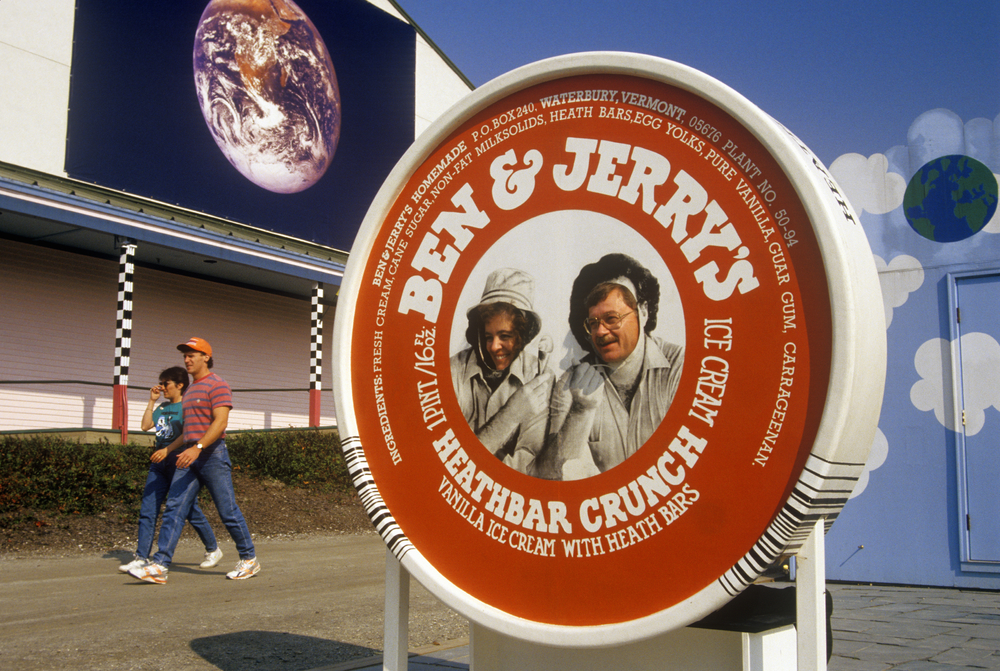 BEN & JERRY'S HOMEMADE P.O. BOX 240. WATERBURY, VERMONT 05676 PLANT NO. 50-94
INGREDIENTS: FRESH CREAM, CANE SUGAR, NON-FAT MILKSOLIDS, HEATH BARS, EGG YOLKS, PURE VANILLA, GUAR GUM, CARRAGEENAN.
BEN & JERRY'S
1 PINT/16 FL. OZ.
ICE CREAM
HEATHBAR CRUNCH
VANILLA ICE CREAM WITH HEATH BARS